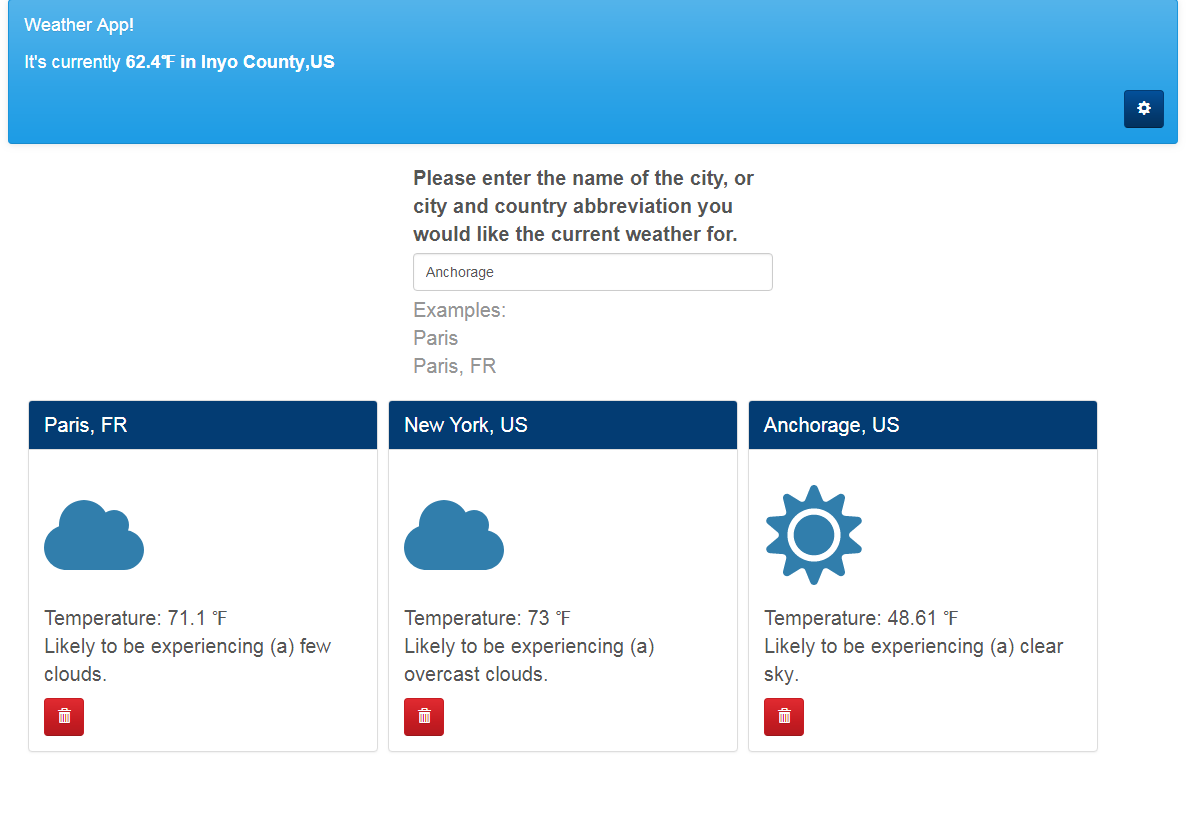 Weather App!
It's currently 62.4℉ in Inyo County,US
Please enter the name of the city, or
city and country abbreviation you
would like the current weather for.
Anchorage
Examples:
Paris
Paris, FR
Paris, FR
Temperature: 71.1 ℉
Likely to be experiencing (a) few
clouds.
New York, US
Temperature: 73 ℉
Likely to be experiencing (a)
overcast clouds.
Anchorage, US
Temperature: 48.61 ℉
Likely to be experiencing (a) clear
sky.